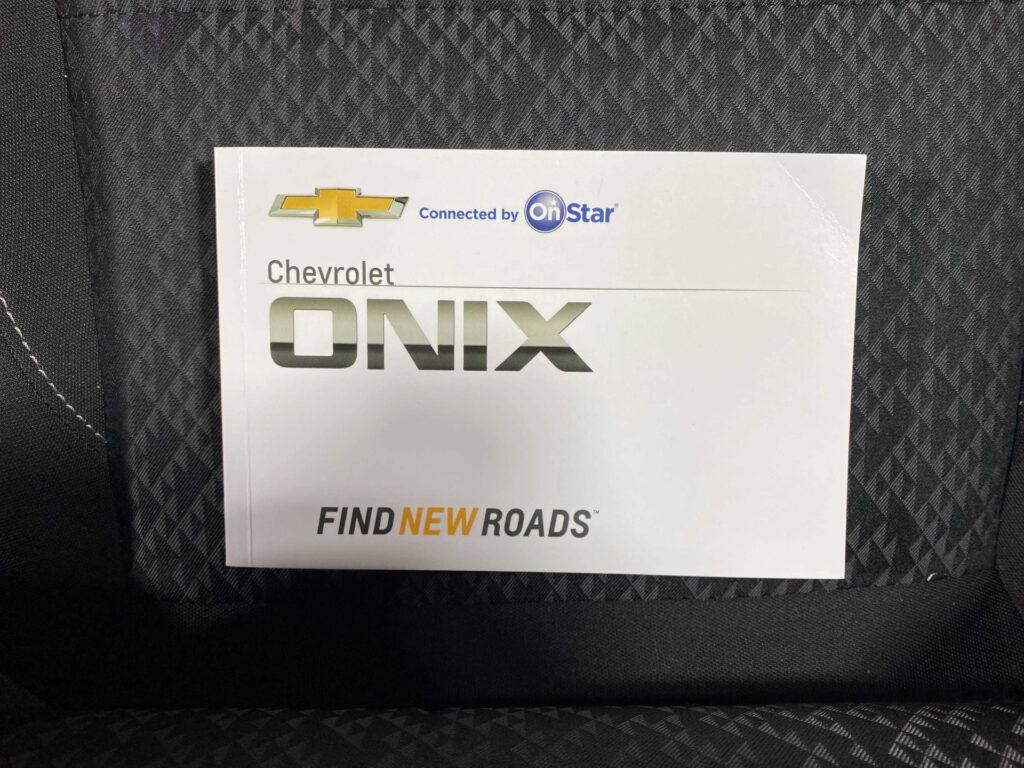 Connected by OnStar®
Chevrolet
ONIX
FIND NEW ROADS™